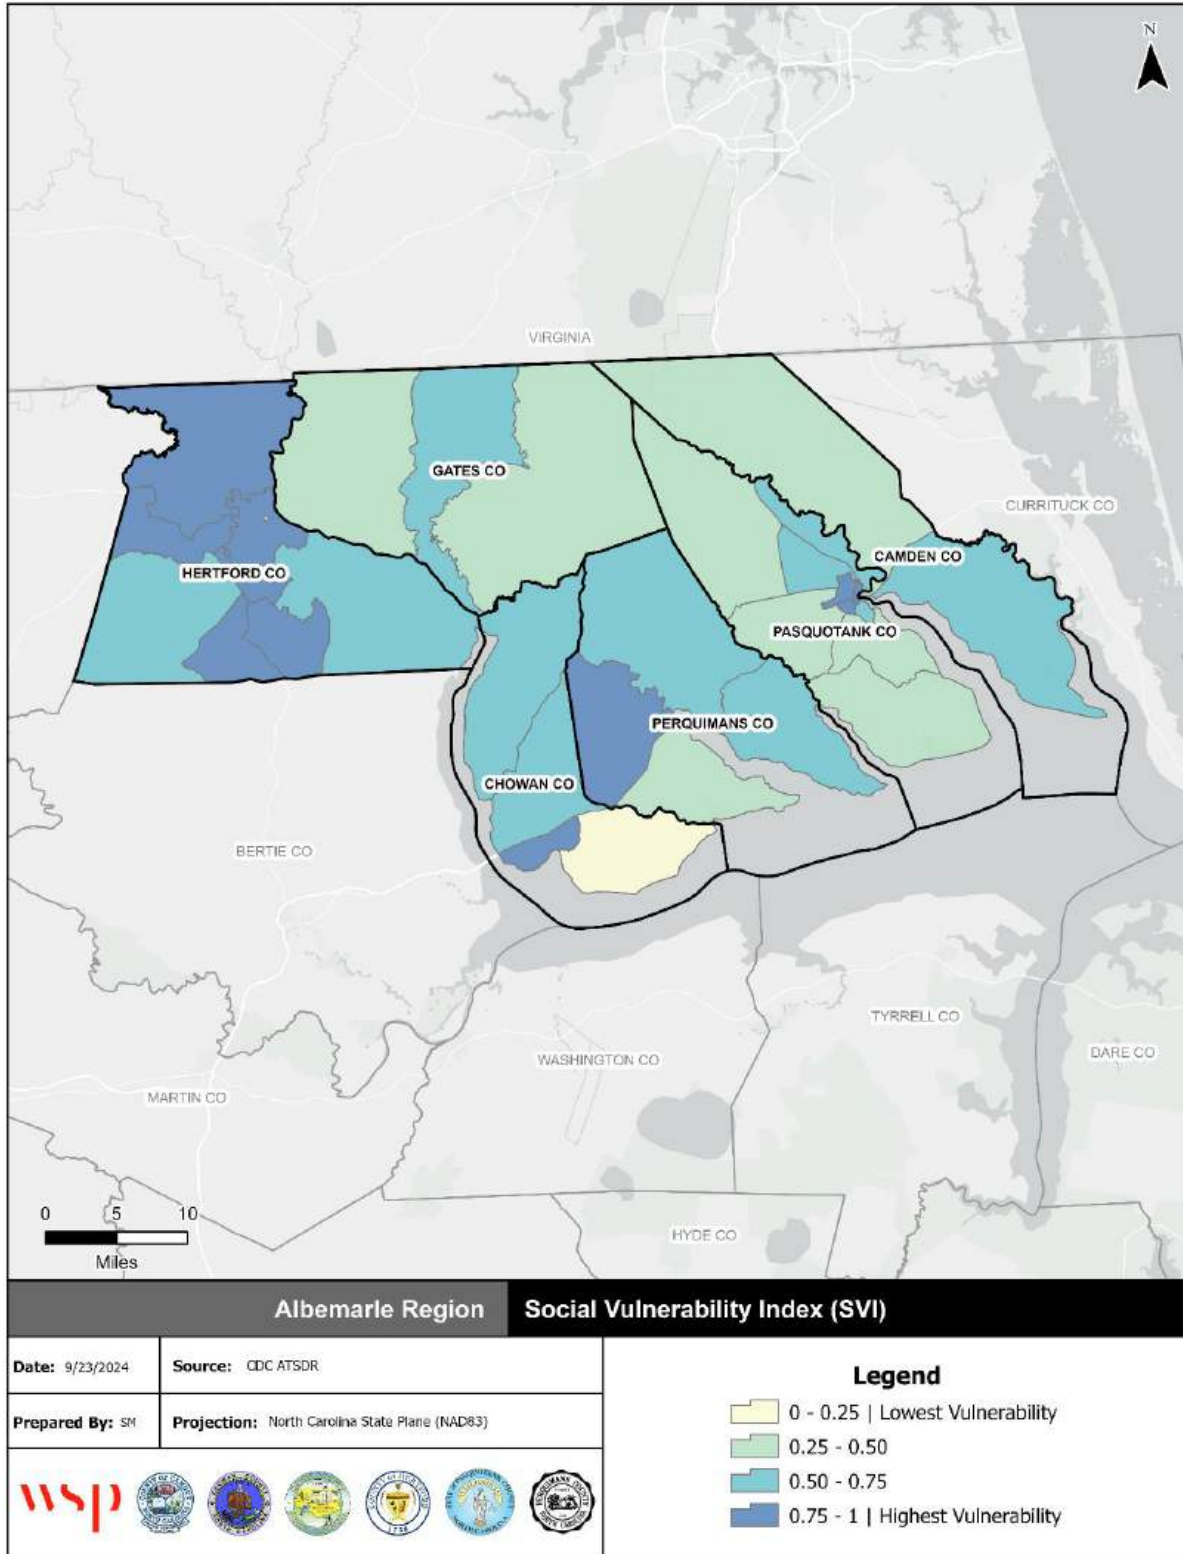 N
VIRGINIA
GATES CO
CURRITUCK CO
CAMDEN CO
HERTFORD CO
PASQUOTANK CO
PERQUIMANS CO
CHOWAN CO
BERTIE CO
TYRRELL CO
DARE CO
WASHINGTON CO
MARTIN CO
HYDE CO
0 5 10
Miles
Albemarle Region Social Vulnerability Index (SVI)
Date: 9/23/2024 Source: CDC ATSDR
Prepared By: SM Projection: North Carolina State Plane (NAD83)
Legend
0 - 0.25 | Lowest Vulnerability
0.25 - 0.50
0.50 - 0.75
0.75 - 1 | Highest Vulnerability
wsp